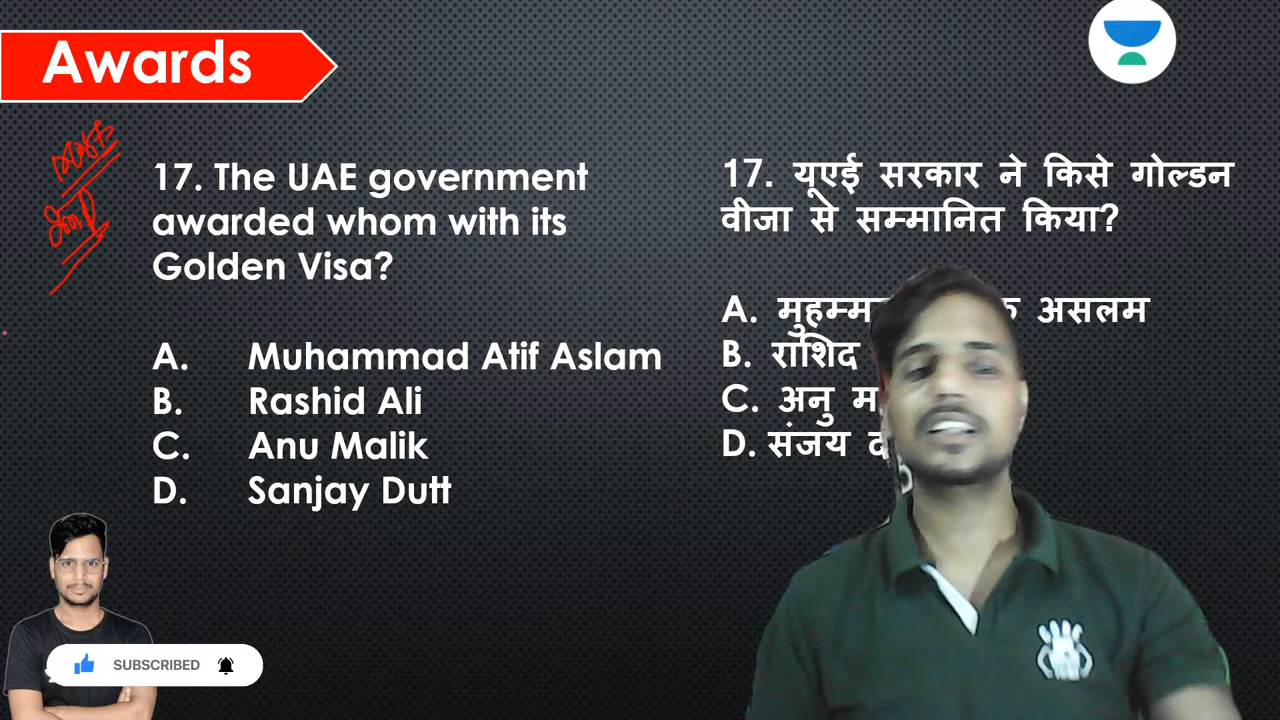 Awards
17. The UAE government
awarded whom with its
Golden Visa?
A. Muhammad Atif Aslam
B. Rashid Ali
C. Anu Malik
D. Sanjay Dutt
17. यूएई सरकार ने किसे गोल्डन
वीजा से सम्मानित किया?
A. असलम
B. राशिद
C. अनु
D. संजय
SUBSCRIBED